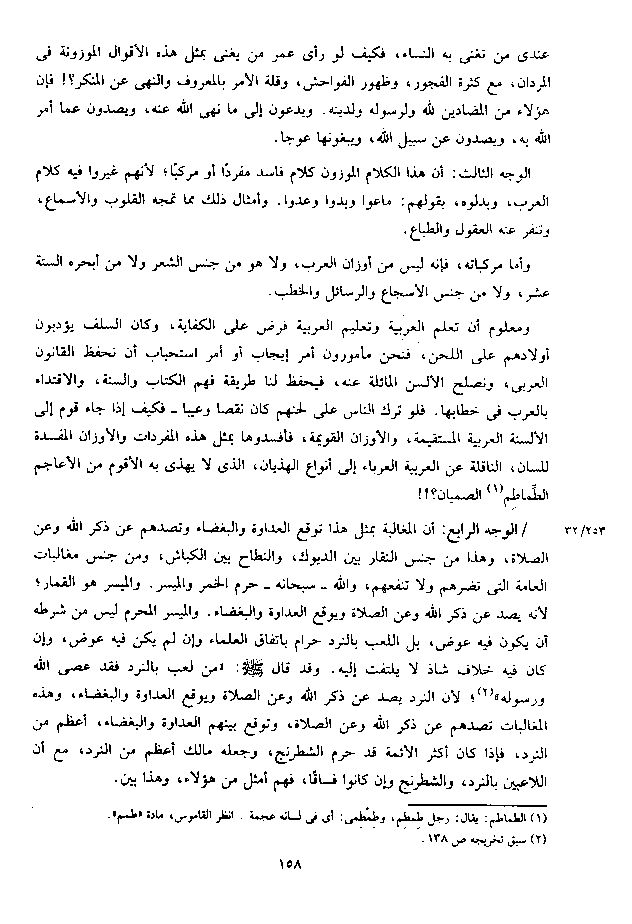 عندى من تغنى به النساء، فكيف لو رأى عمر من يغنى بمثل هذه الأقوال الموزونة فى
المردان، مع كثرة الفجور، وظهور الفواحش، وقلة الأمر بالمعروف والنهى عن المنكر؟! فإن
هؤلاء من المضادين لله ولرسوله ولدينه. ويدعون إلى ما نهى الله عنه، ويصدون عما أمر
الله به، ويصدون عن سبيل الله، ويبغونها عوجا.
الوجه الثالث: أن هذا الكلام الموزون كلام فاسد مفردًا أو مركبًا؛ لأنهم غيروا فيه كلام
العرب، وبدلوه، بقولهم: ماعوا وبدوا وعدوا. وأمثال ذلك مما تمجه القلوب والأسماع،
وتنفر عنه العقول والطباع.
وأما مركباته، فإنه ليس من أوزان العرب، ولا هو من جنس الشعر ولا من أبحره الستة
عشر، ولا من جنس الأسجاع والرسائل والخطب.
ومعلوم أن تعلم العربية وتعليم العربية فرض على الكفاية، وكان السلف يؤدبون
أولادهم على اللحن، فنحن مأمورون أمر إيجاب أو أمر استحباب أن نحفظ القانون
العربى، ونصلح الألسن المائلة عنه، فيحفظ لنا طريقة فهم الكتاب والسنة، والاقتداء
بالعرب فى خطابها. فلو ترك الناس على لحنهم كان نقصا وعيبا ـ فكيف إذا جاء قوم إلى
الألسنة العربية المستقيمة، والأوزان القويمة، فأفسدوها بمثل هذه المفردات والأوزان المفسدة
للسان، الناقلة عن العربية العرباء إلى أنواع الهذيان، الذى لا يهذى به الأقوم من الأعاجم
الطِّماطِم(١) الصميان؟!!
٣٢/٢٥٣ / الوجه الرابع: أن المغالبة بمثل هذا توقع العداوة والبغضاء وتصدهم عن ذكر الله وعن
الصلاة، وهذا من جنس النقار بين الديوك، والنطاح بين الكباش، ومن جنس مغالبات
العامة التى تضرهم ولا تنفعهم، والله ـ سبحانه ـ حرم الخمر والميسر. والميسر هو القمار؛
لأنه يصد عن ذكر الله وعن الصلاة ويوقع العداوة والبغضاء. والميسر المحرم ليس من شرطه
أن يكون فيه عوض، بل اللعب بالنرد حرام باتفاق العلماء وإن لم يكن فيه عوض، وإن
كان فيه خلاف شاذ لا يلتفت إليه. وقد قال ﷺ: «من لعب بالنرد فقد عصى الله
ورسوله»(٢)؛ لأن النرد يصد عن ذكر الله وعن الصلاة ويوقع العداوة والبغضاء، وهذه
المغالبات تصدهم عن ذكر الله وعن الصلاة، وتوقع بينهم العداوة والبغضاء، أعظم من
النرد، فإذا كان أكثر الأئمة قد حرم الشطرنج، وجعله مالك أعظم من النرد، مع أن
اللاعبين بالنرد، والشطرنج وإن كانوا فساقًا، فهم أمثل من هؤلاء، وهذا بين.
(١) الطماطم: يقال: رجل طِمطِم، وطِمْطِمى: أى فى لسانه عجمة . انظر القاموس، مادة «طمم».
(٢) سبق تخريجه ص ١٣٨ .
١٥٨